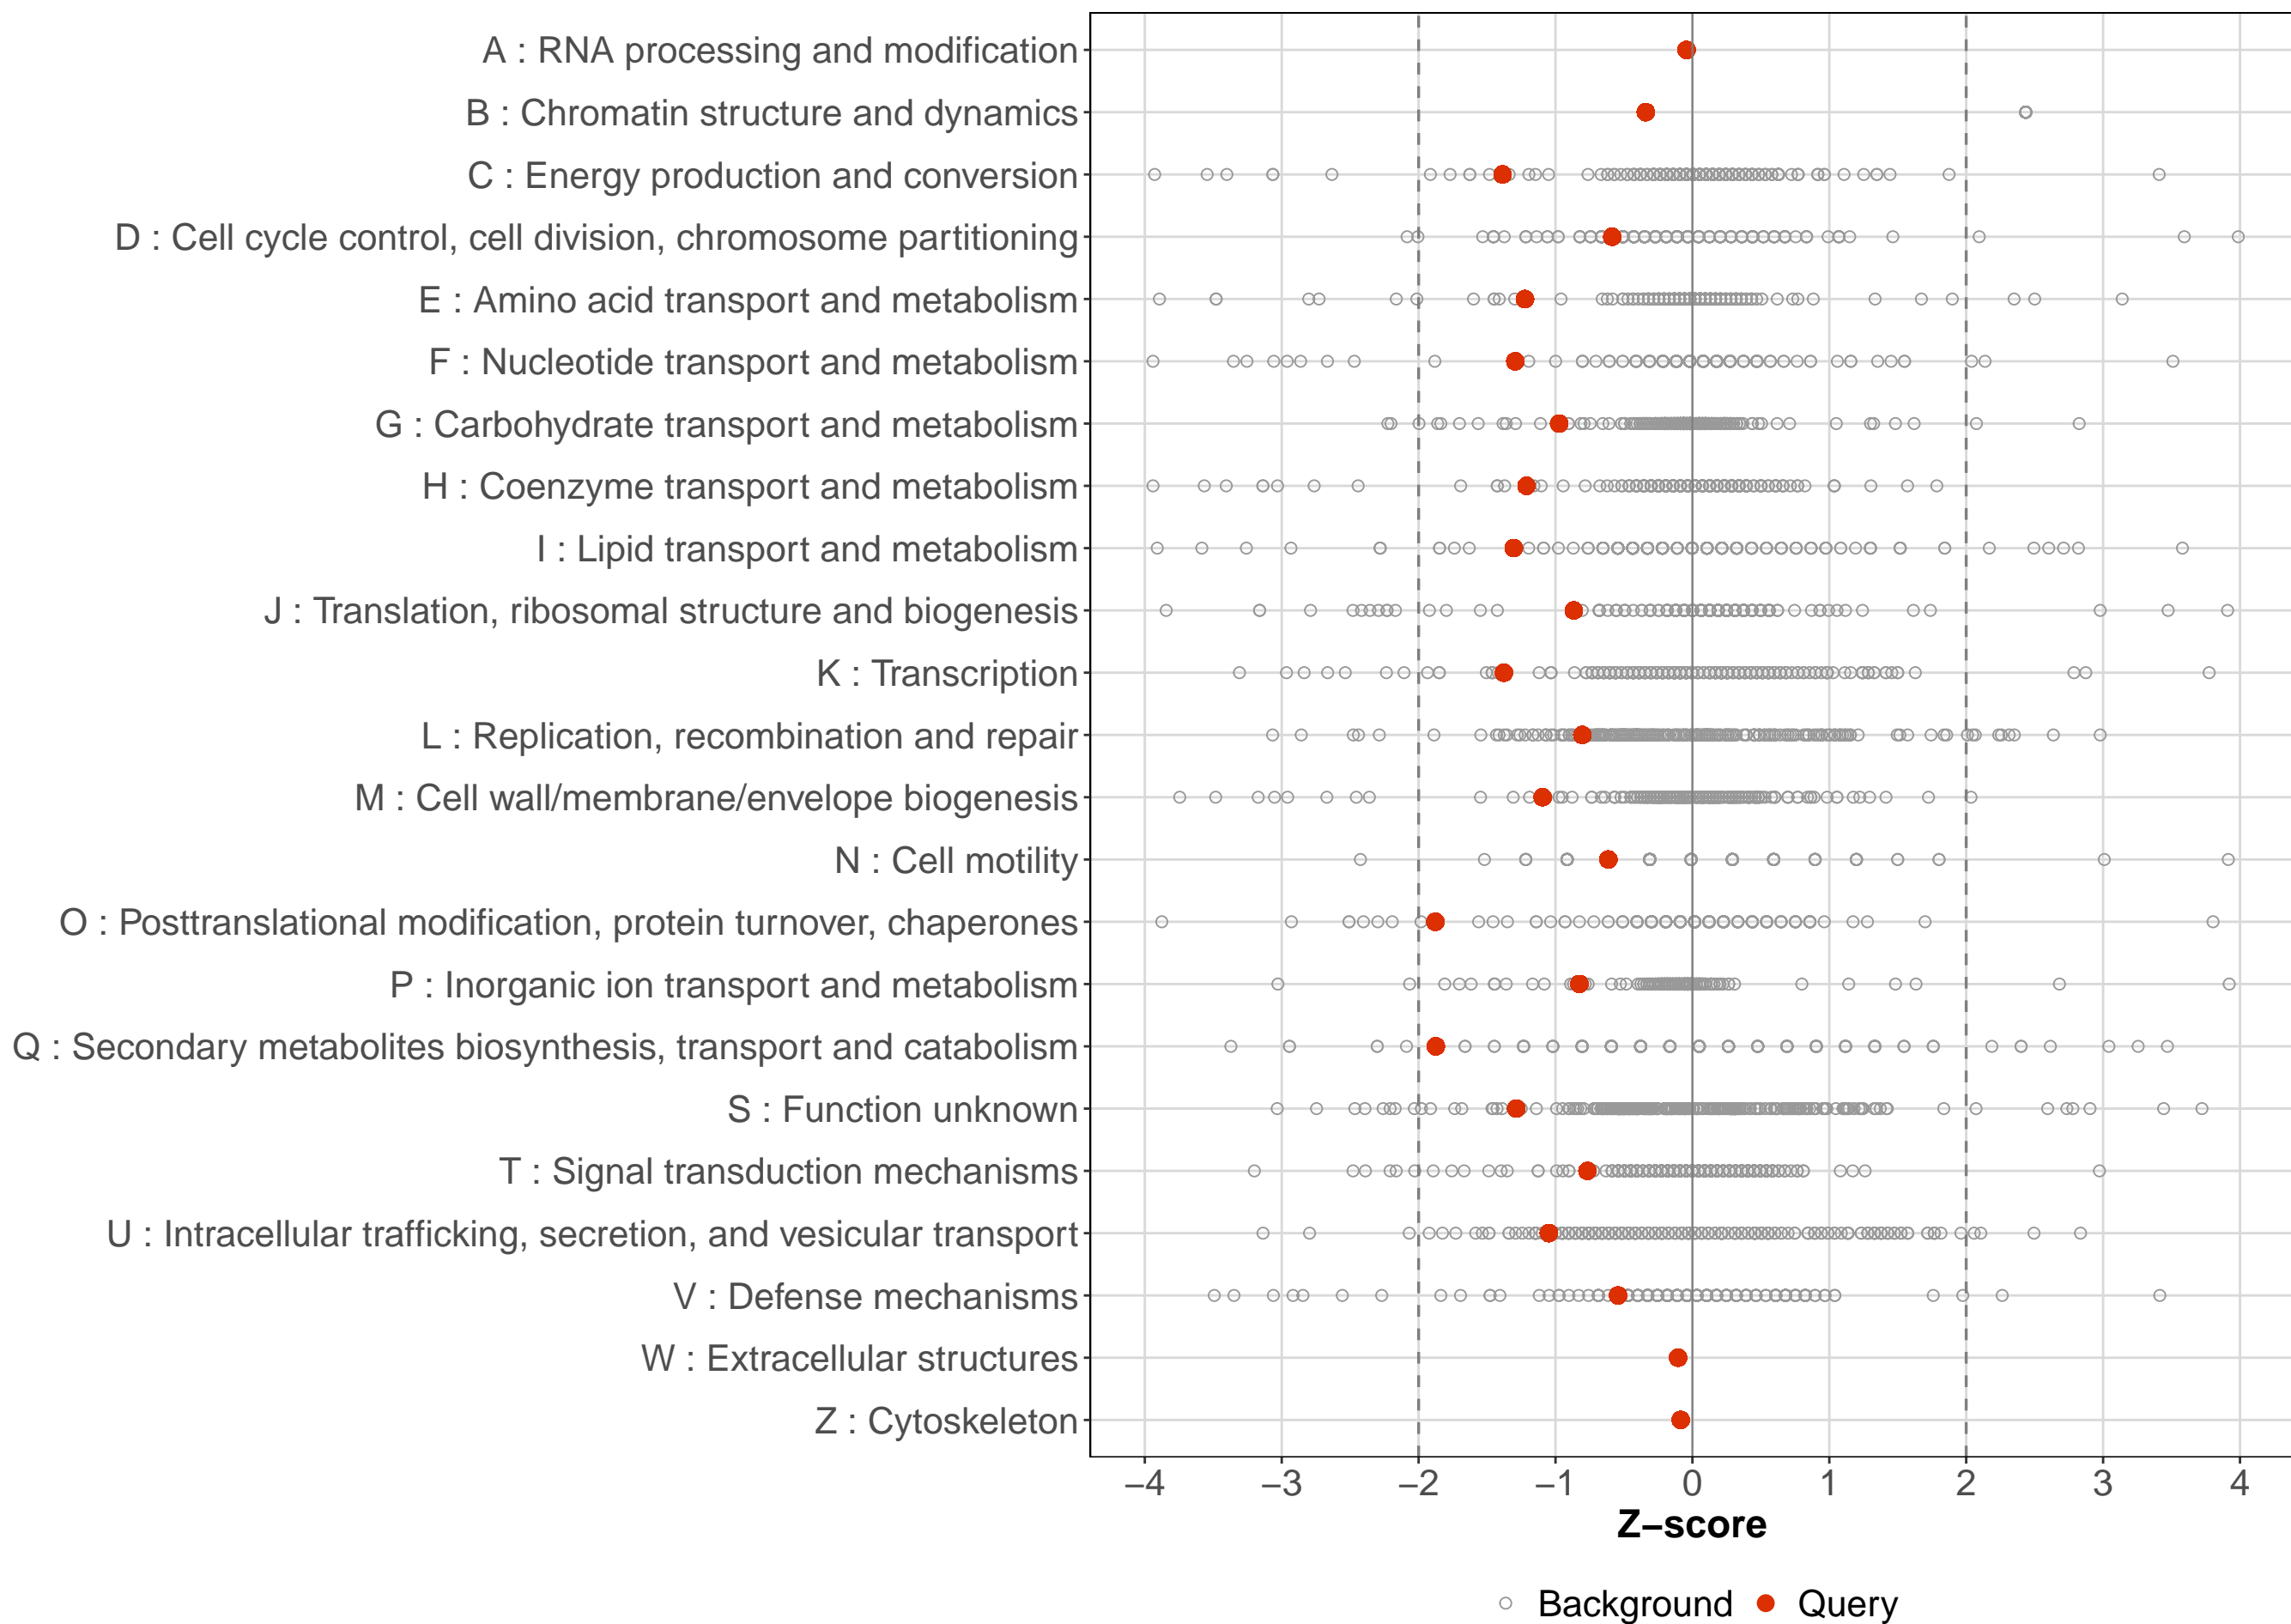 A : RNA processing and modification
B : Chromatin structure and dynamics
C : Energy production and conversion
D : Cell cycle control, cell division, chromosome partitioning
E : Amino acid transport and metabolism
F : Nucleotide transport and metabolism
G : Carbohydrate transport and metabolism
H : Coenzyme transport and metabolism
I : Lipid transport and metabolism
J : Translation, ribosomal structure and biogenesis
K : Transcription
L : Replication, recombination and repair
M : Cell wall/membrane/envelope biogenesis
N : Cell motility
O : Posttranslational modification, protein turnover, chaperones
P : Inorganic ion transport and metabolism
Q : Secondary metabolites biosynthesis, transport and catabolism
S : Function unknown
T : Signal transduction mechanisms
U : Intracellular trafficking, secretion, and vesicular transport
V : Defense mechanisms
W : Extracellular structures
Z : Cytoskeleton
−4 −3 −2 −1 0 1 2 3 4
Z−score
Background Query